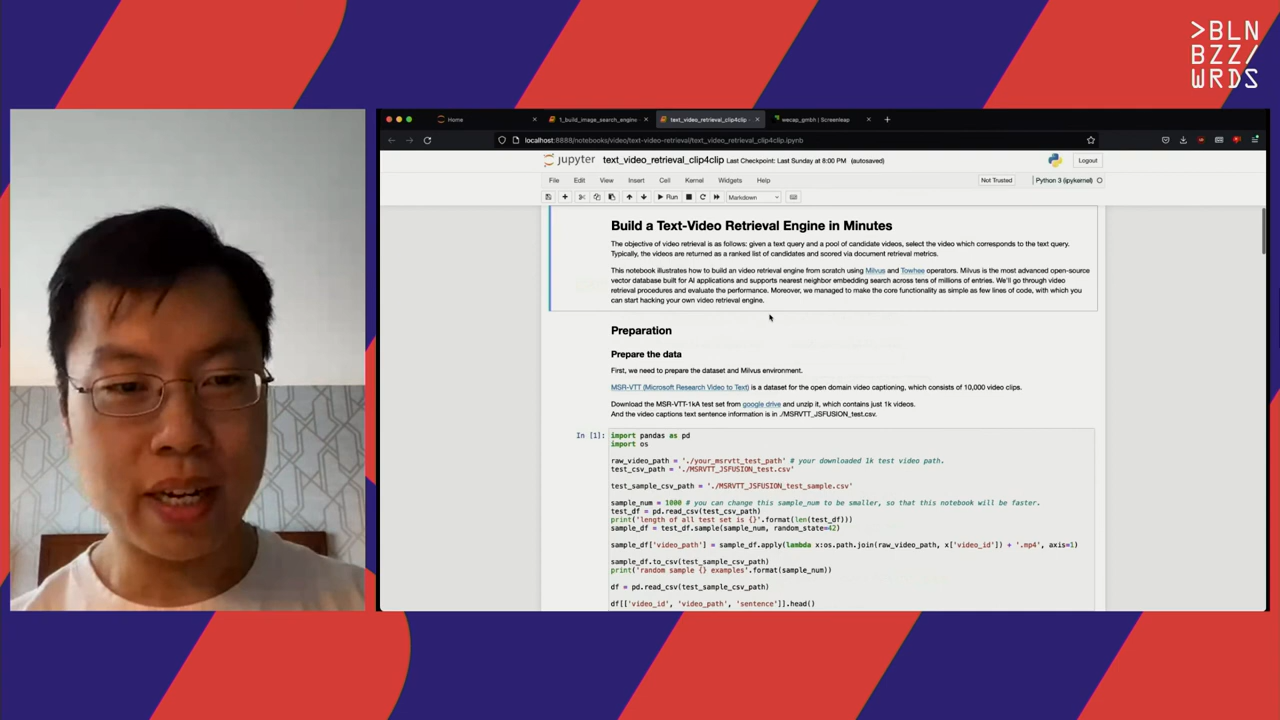 >BLN
BZZ/
WRDS
Home
1_build_image_search_engine
text_video_retrieval_clip4clip
wecap_gmbh | Screenleap
localhost:8888/notebooks/video/text-video-retrieval/text_video_retrieval_clip4clip.ipynb
jupyter text_video_retrieval_clip4clip Last Checkpoint: Last Sunday at 8:00 PM (autosaved)
Logout
File Edit View Insert Cell Kernel Widgets Help
Not Trusted
Python 3 (ipykernel)
Run
Markdown
Build a Text-Video Retrieval Engine in Minutes
The objective of video retrieval is as follows: given a text query and a pool of candidate videos, select the video which corresponds to the text query.
Typically, the videos are returned as a ranked list of candidates and scored via document retrieval metrics.
This notebook illustrates how to build an video retrieval engine from scratch using Milvus and Towhee operators. Milvus is the most advanced open-source
vector database built for AI applications and supports nearest neighbor embedding search across tens of millions of entries. We'll go through video
retrieval procedures and evaluate the performance. Moreover, we managed to make the core functionality as simple as few lines of code, with which you
can start hacking your own video retrieval engine.
Preparation
Prepare the data
First, we need to prepare the dataset and Milvus environment.
MSR-VTT (Microsoft Research Video to Text) is a dataset for the open domain video captioning, which consists of 10,000 video clips.
Download the MSR-VTT-1kA test set from google drive and unzip it, which contains just 1k videos.
And the video captions text sentence information is in ./MSRVTT_JSFUSION_test.csv.
In [1]:
import pandas as pd
import os
raw_video_path = './your_msrvtt_test_path' # your downloaded 1k test video path.
test_csv_path = './MSRVTT_JSFUSION_test.csv'
test_sample_csv_path = './MSRVTT_JSFUSION_test_sample.csv'
sample_num = 1000 # you can change this sample_num to be smaller, so that this notebook will be faster.
test_df = pd.read_csv(test_csv_path)
print('length of all test set is {}'.format(len(test_df)))
sample_df = test_df.sample(sample_num, random_state=42)
sample_df['video_path'] = sample_df.apply(lambda x:os.path.join(raw_video_path, x['video_id']) + '.mp4', axis=1)
sample_df.to_csv(test_sample_csv_path)
print('random sample {} examples'.format(sample_num))
df = pd.read_csv(test_sample_csv_path)
df[['video_id', 'video_path', 'sentence']].head()